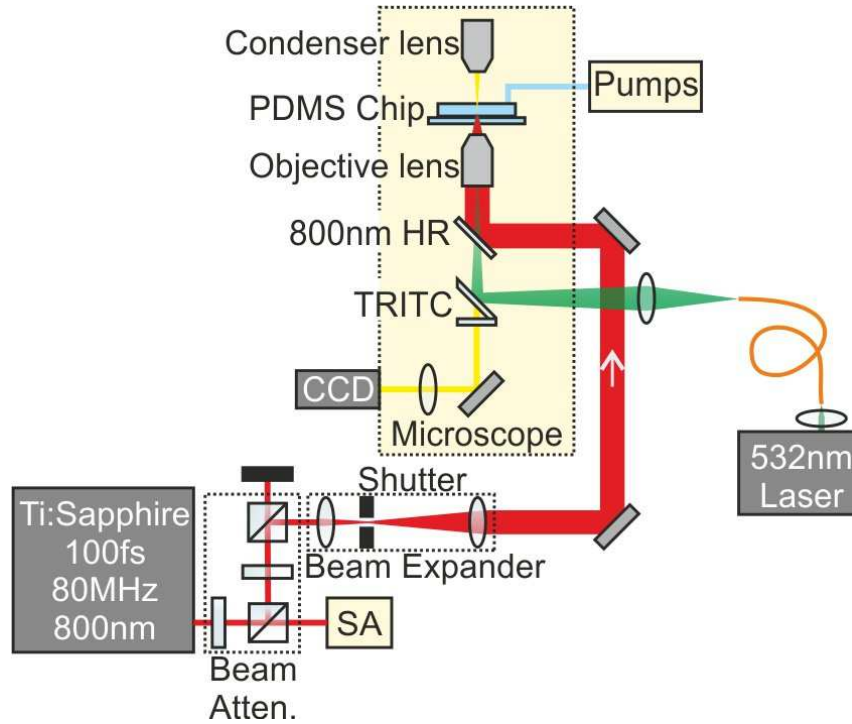 Condenser lens
Pumps
PDMS Chip
Objective lens
800nm HR
TRITC
CCD
Microscope
532nm
Laser
Shutter
Ti:Sapphire
100fs
80MHz
800nm
Beam Expander
SA
Beam
Atten.